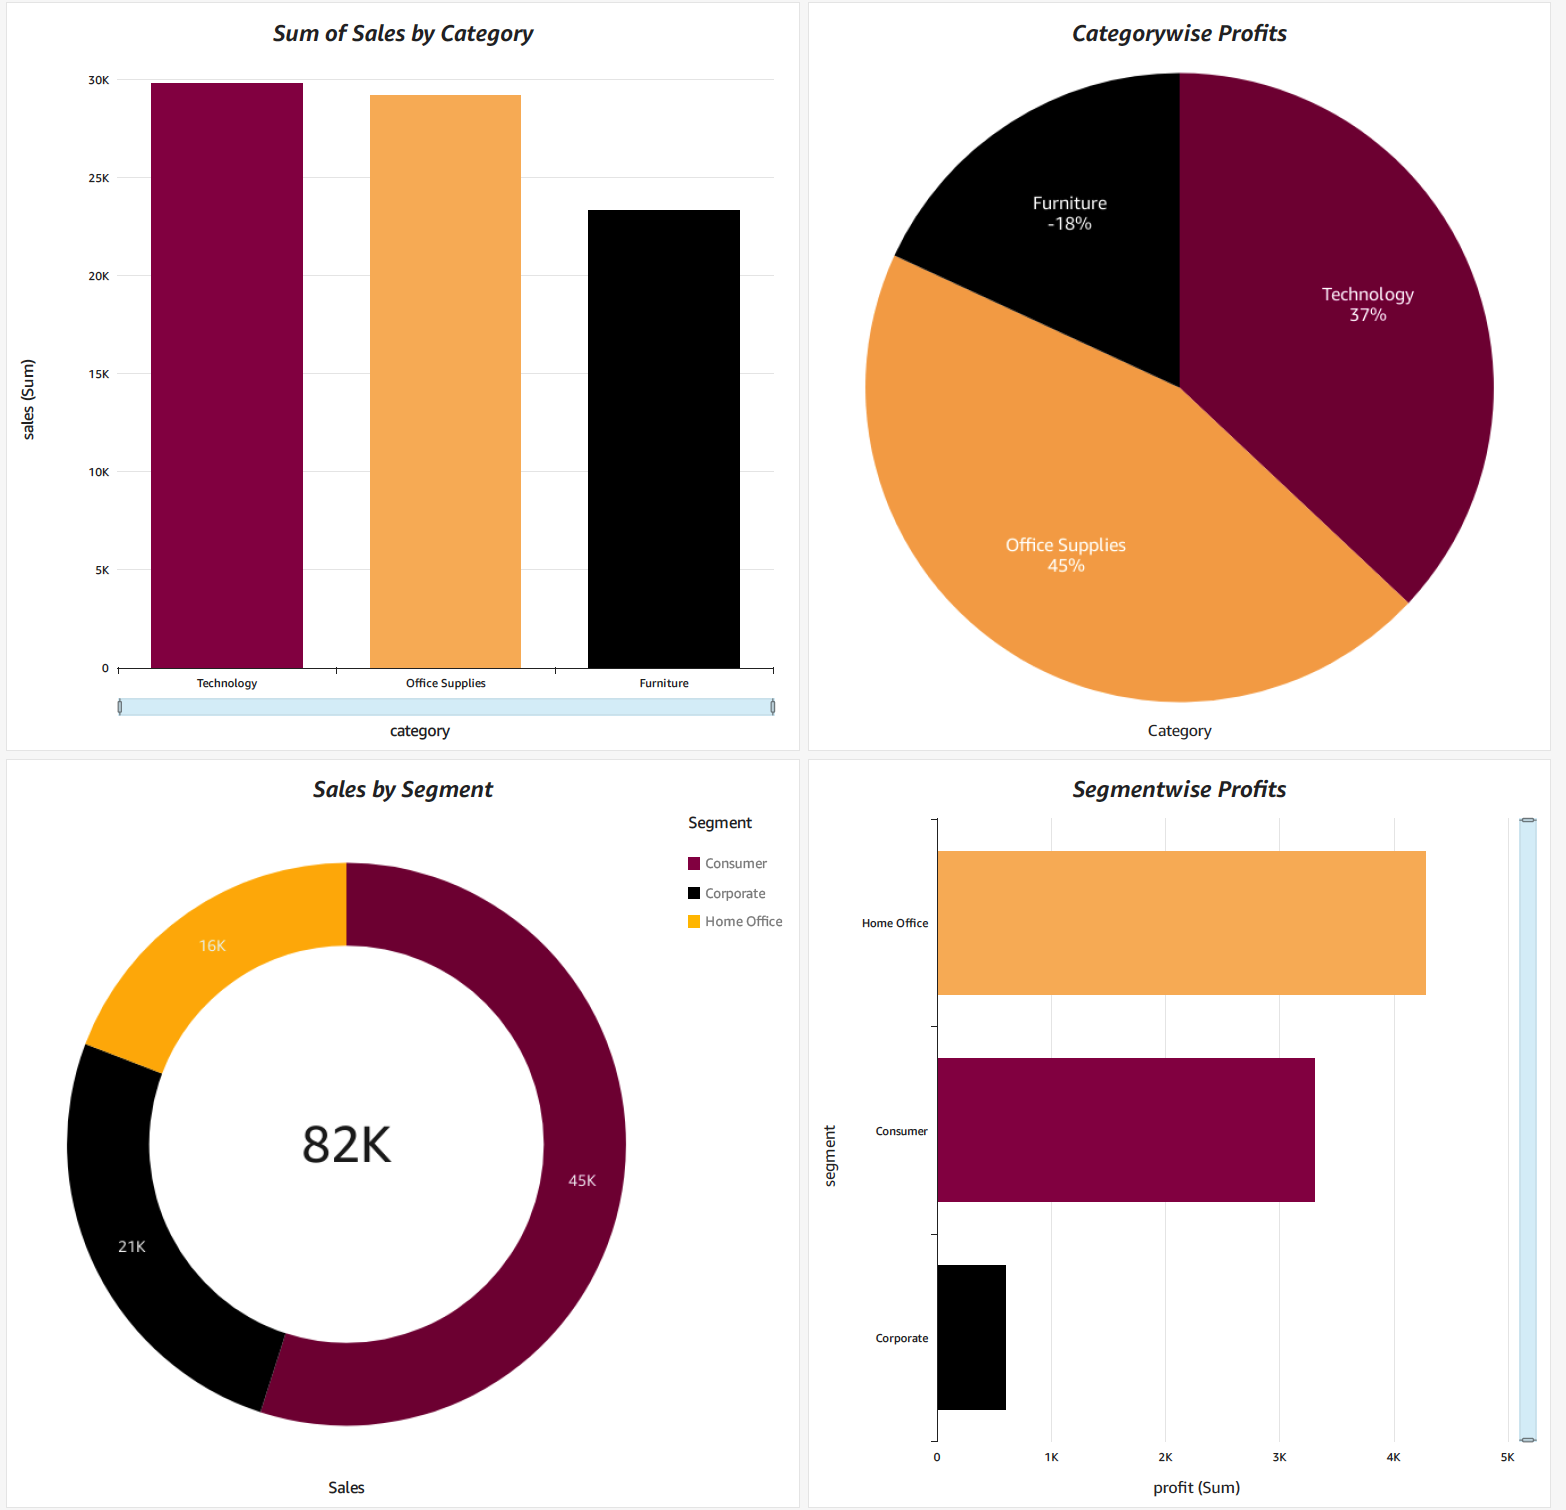 Sum of Sales by Category
30K
25K
20K
15K
10K
5K
0
sales (Sum)
Technology
Office Supplies
Furniture
category
Categorywise Profits
Furniture
-18%
Technology
37%
Office Supplies
45%
Category
Sales by Segment
Segment
Consumer
Corporate
Home Office
16K
82K
45K
21K
Sales
Segmentwise Profits
Home Office
Consumer
Corporate
segment
0
1K
2K
3K
4K
5K
profit (Sum)